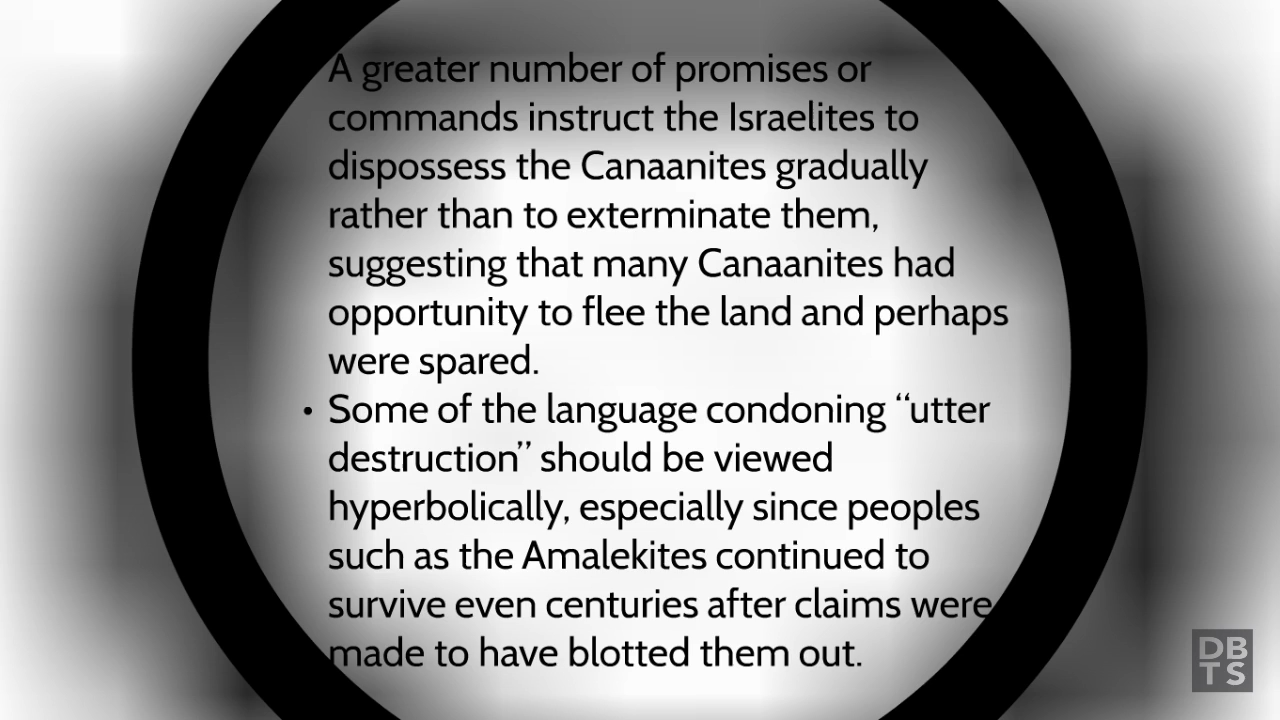 A greater number of promises or
commands instruct the Israelites to
dispossess the Canaanites gradually
rather than to exterminate them,
suggesting that many Canaanites had
opportunity to flee the land and perhaps
were spared.
• Some of the language condoning “utter
destruction” should be viewed
hyperbolically, especially since peoples
such as the Amalekites continued to
survive even centuries after claims were
made to have blotted them out.
DB
TS